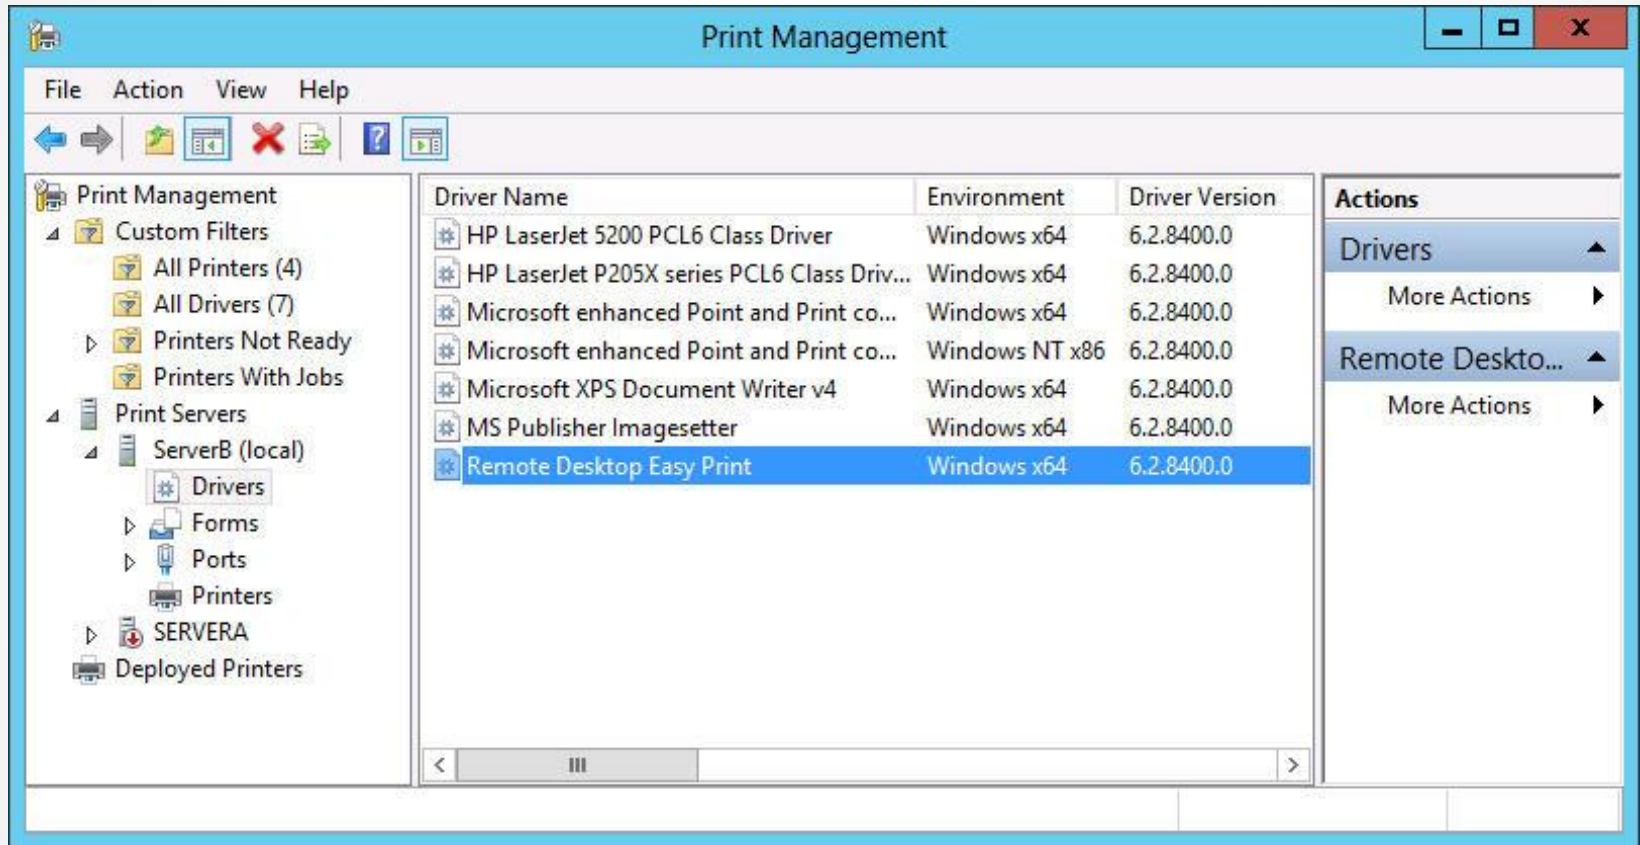 Print Management
File Action View Help
Print Management
Custom Filters
All Printers (4)
All Drivers (7)
Printers Not Ready
Printers With Jobs
Print Servers
ServerB (local)
Drivers
Forms
Ports
Printers
SERVERA
Deployed Printers
Driver Name Environment Driver Version
HP LaserJet 5200 PCL6 Class Driver Windows x64 6.2.8400.0
HP LaserJet P205X series PCL6 Class Driv... Windows x64 6.2.8400.0
Microsoft enhanced Point and Print co... Windows x64 6.2.8400.0
Microsoft enhanced Point and Print co... Windows NT x86 6.2.8400.0
Microsoft XPS Document Writer v4 Windows x64 6.2.8400.0
MS Publisher Imagesetter Windows x64 6.2.8400.0
Remote Desktop Easy Print Windows x64 6.2.8400.0
Actions
Drivers
More Actions
Remote Deskto...
More Actions